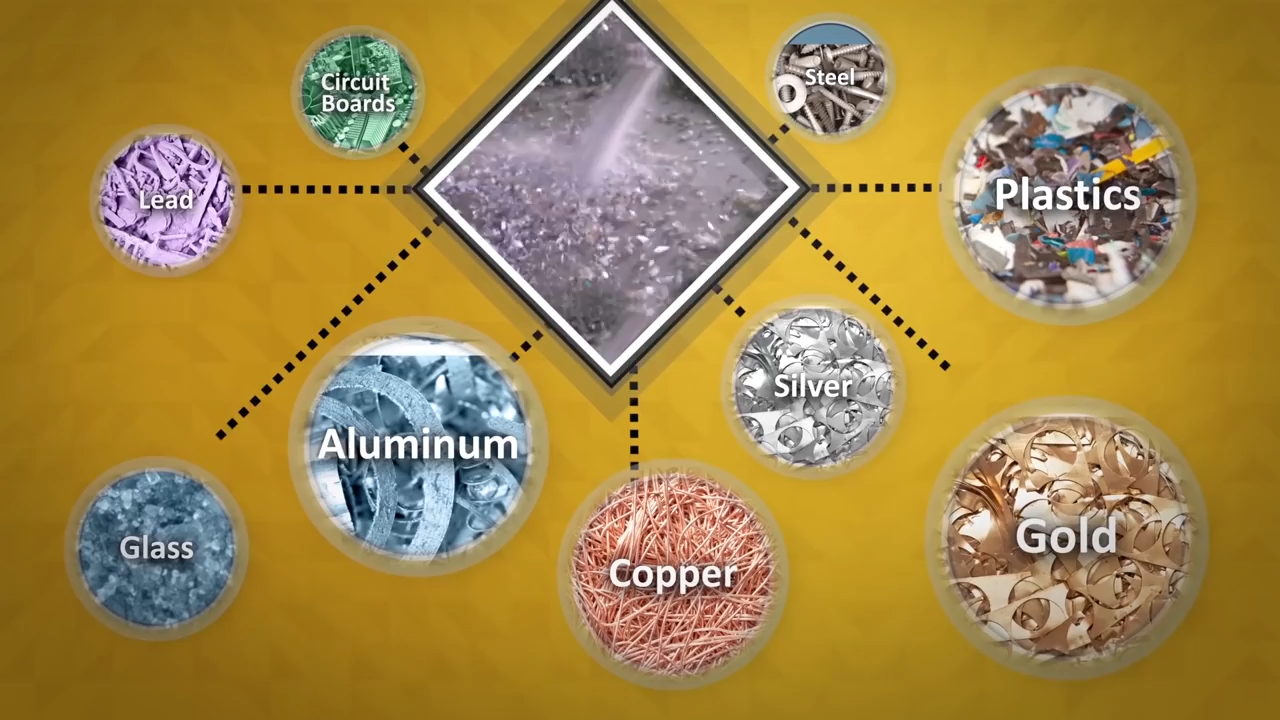 Circuit
Boards
Steel
Lead
Plastics
Silver
Aluminum
Glass
Copper
Gold